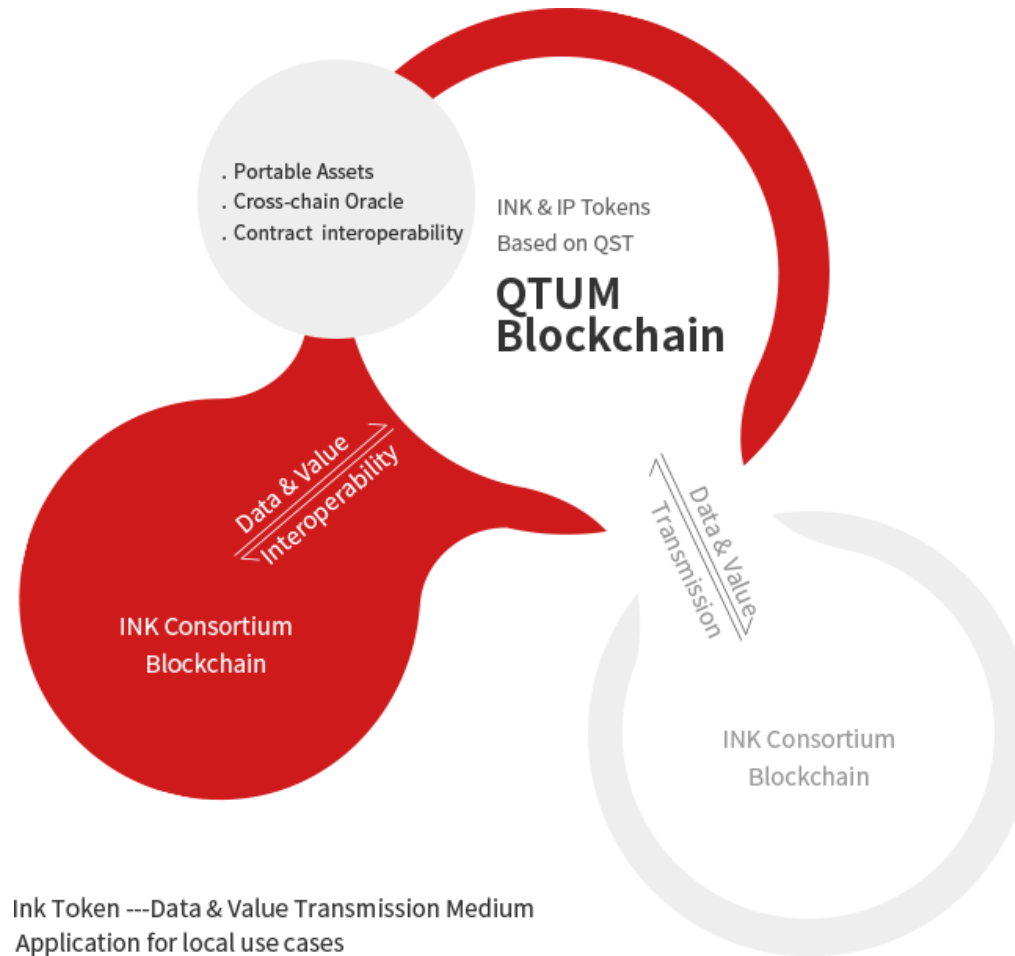 . Portable Assets
. Cross-chain Oracle
. Contract interoperability
INK & IP Tokens
Based on QST
QTUM
Blockchain
Data & Value
Interoperability
Data & Value
Transmission
INK Consortium
Blockchain
INK Consortium
Blockchain
Ink Token ---Data & Value Transmission Medium
Application for local use cases